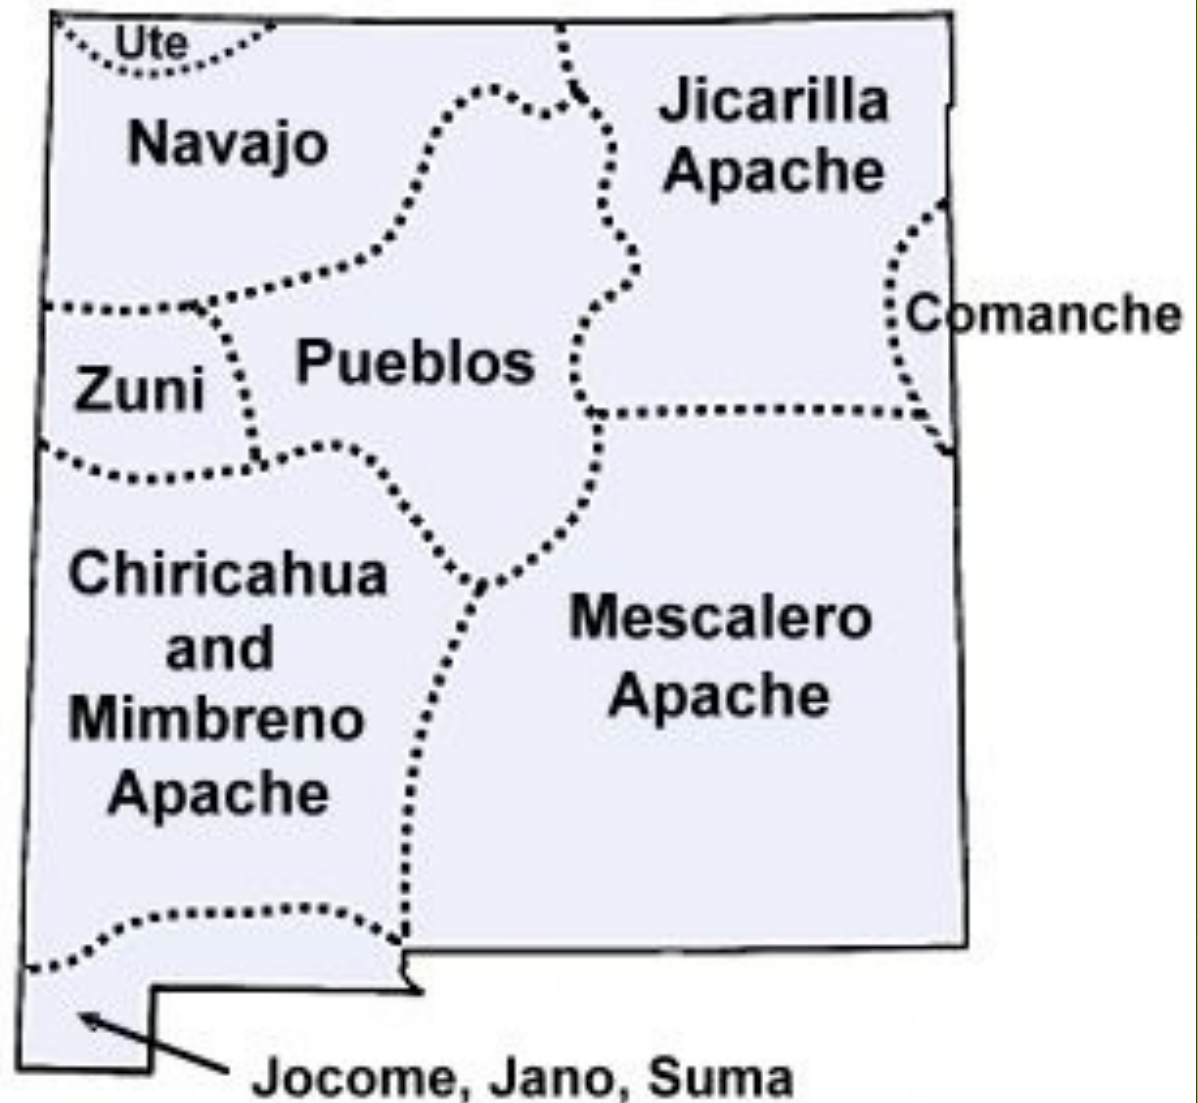 Ute
Navajo
Jicarilla
Apache
Comanche
Zuni
Pueblos
Chiricahua
and
Mimbreno
Apache
Mescalero
Apache
Jocome, Jano, Suma